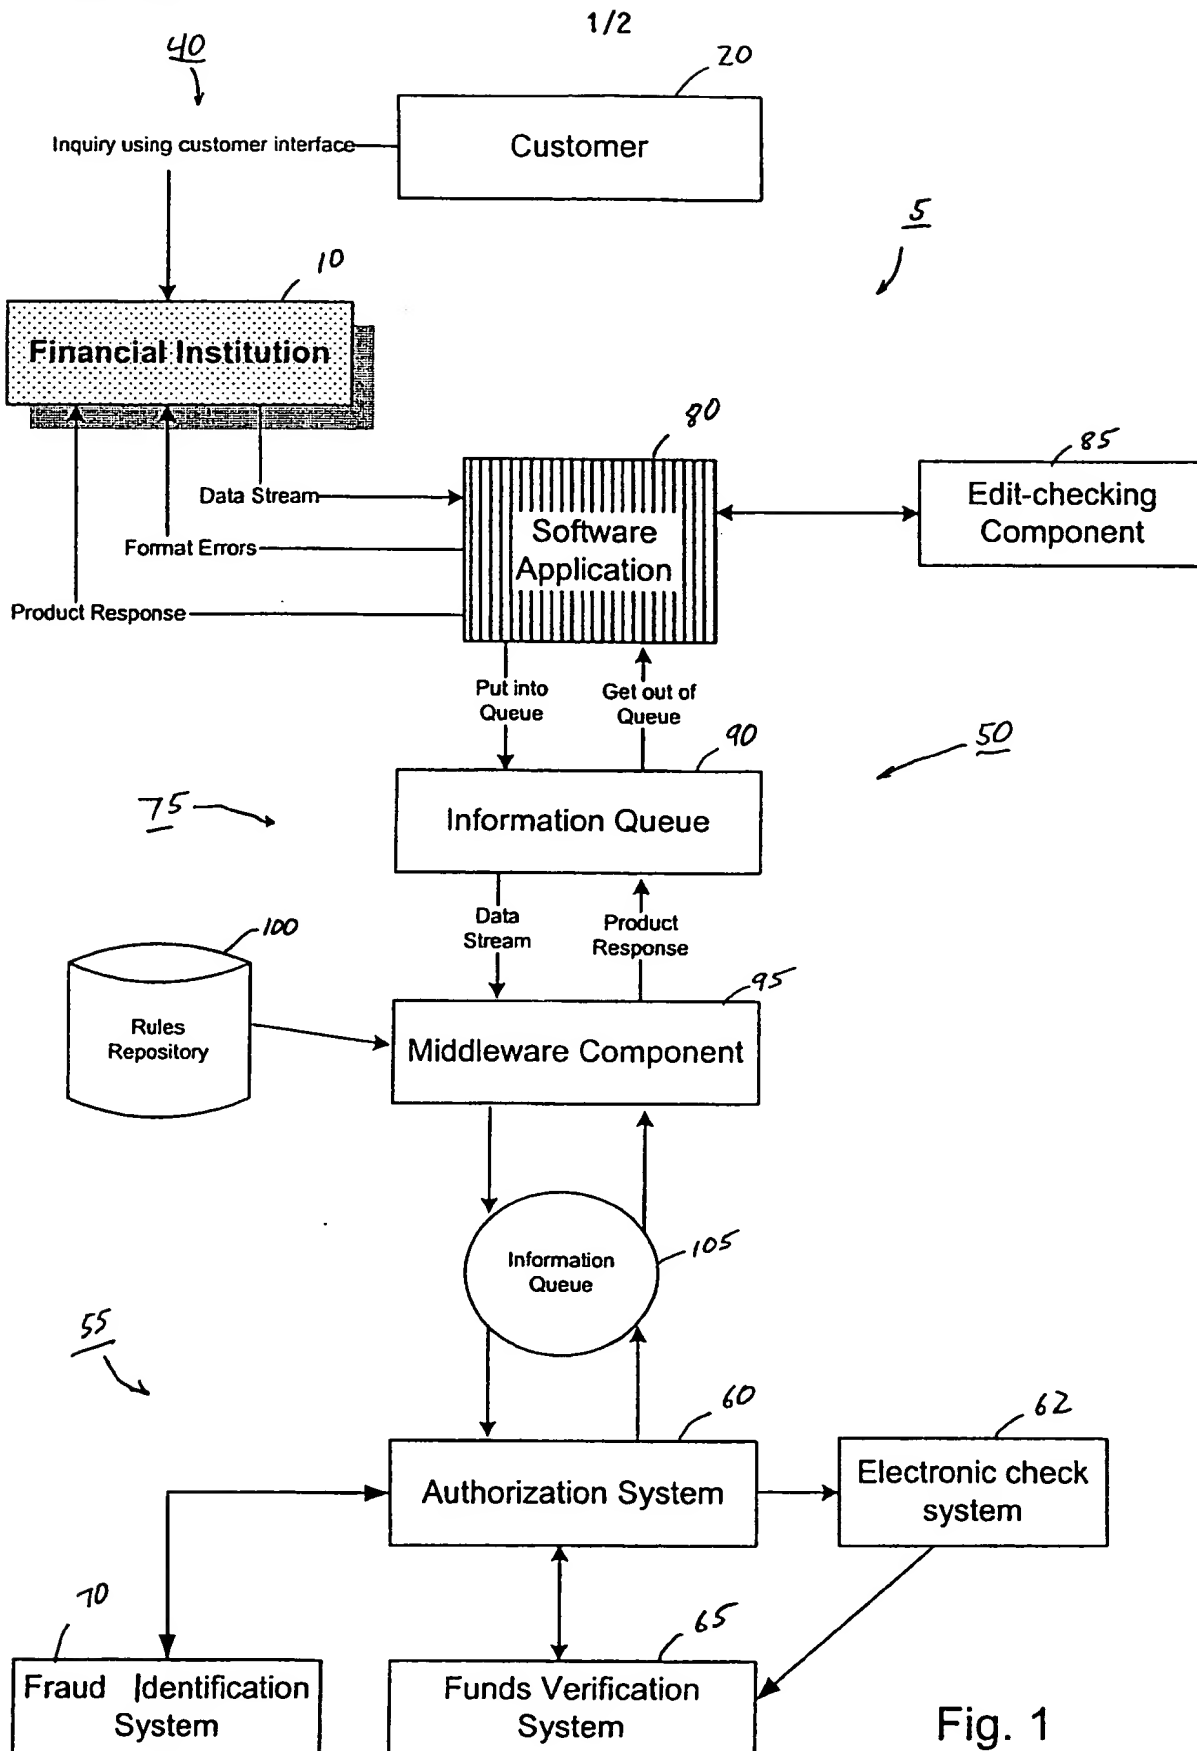 1/2
40
20
Inquiry using customer interface
Customer
5
10
Financial Institution
80
85
Data Stream
Software
Application
Edit-checking
Component
Format Errors
Product Response
Put into
Queue
Get out of
Queue
90
50
75
Information Queue
Data
Stream
Product
Response
100
95
Rules
Repository
Middleware Component
Information
Queue
105
55
60
62
Authorization System
Electronic check
system
70
65
Fraud Identification
System
Funds Verification
System
Fig. 1